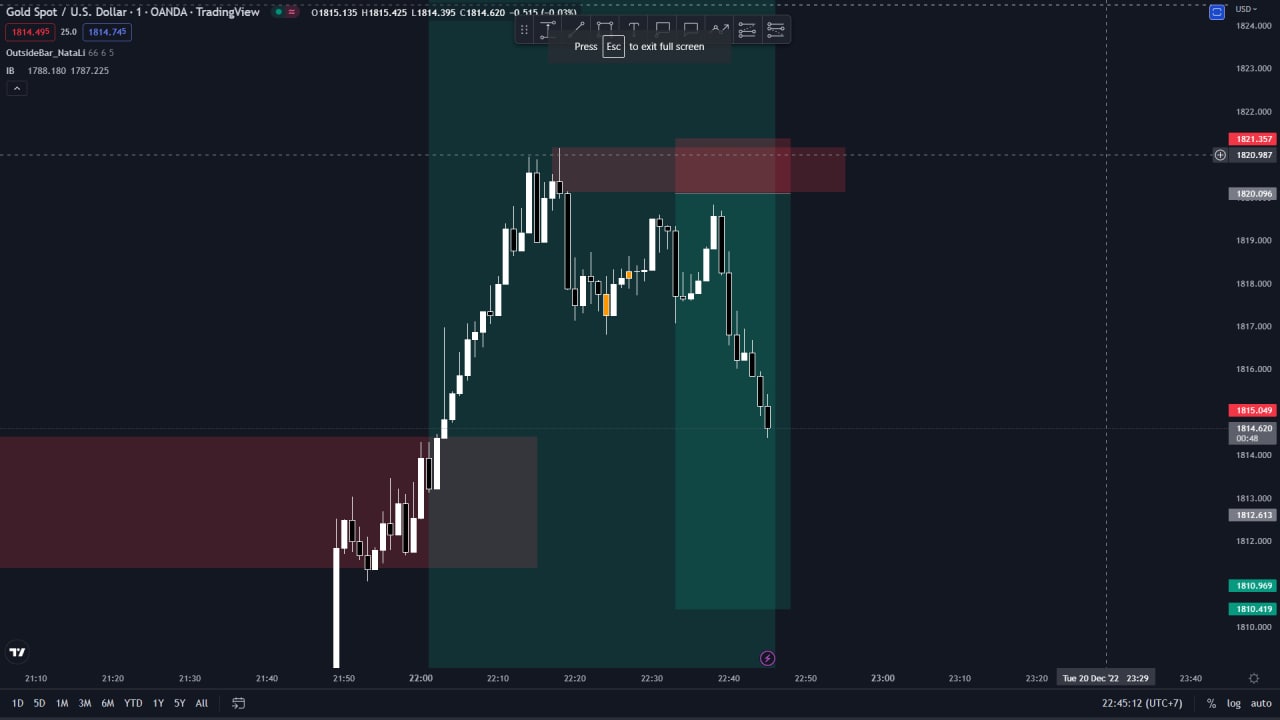 Gold Spot / U.S. Dollar · 1 · OANDA · TradingView O1815.135 H1815.425 L1814.395 C1814.620 -0.515 (-0.03%)
1814.495 25.0 1814.745
OutsideBar_NataLi 66 6 5
IB 1788.180 1787.225
Press Esc to exit full screen
USD
1824.000
1823.000
1822.000
1821.357
1820.987
1820.096
1819.000
1818.000
1817.000
1816.000
1815.049
1814.620
00:48
1814.000
1813.000
1812.613
1812.000
1810.969
1810.419
1810.000
21:10 21:20 21:30 21:40 21:50 22:00 22:10 22:20 22:30 22:40 22:50 23:00 23:10 23:20 Tue 20 Dec '22 23:29 23:40
1D 5D 1M 3M 6M YTD 1Y 5Y All 22:45:12 (UTC+7) % log auto